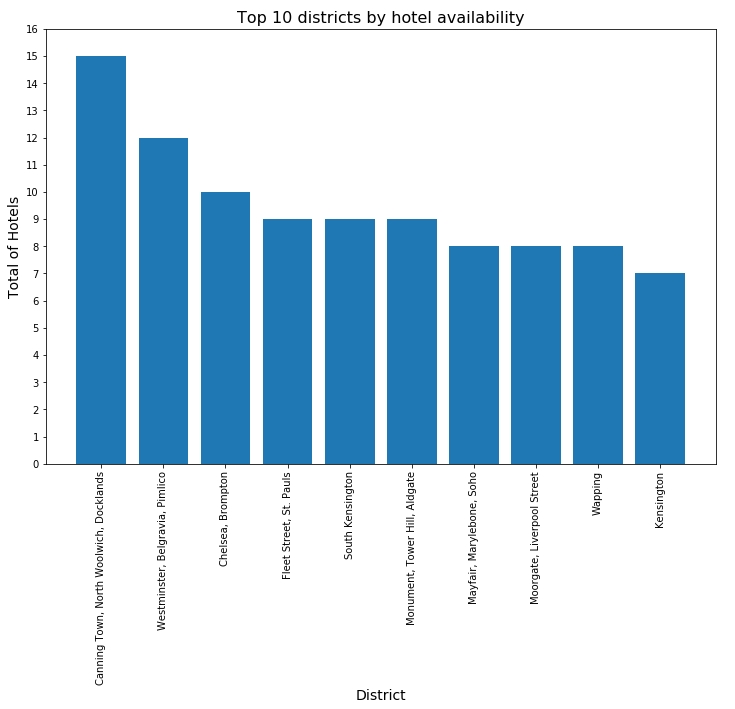 Top 10 districts by hotel availability
Total of Hotels
16
15
14
13
12
11
10
9
8
7
6
5
4
3
2
1
0
Canning Town, North Woolwich, Docklands
Westminster, Belgravia, Pimlico
Chelsea, Brompton
Fleet Street, St. Pauls
South Kensington
Monument, Tower Hill, Aldgate
Mayfair, Marylebone, Soho
Moorgate, Liverpool Street
Wapping
Kensington
District